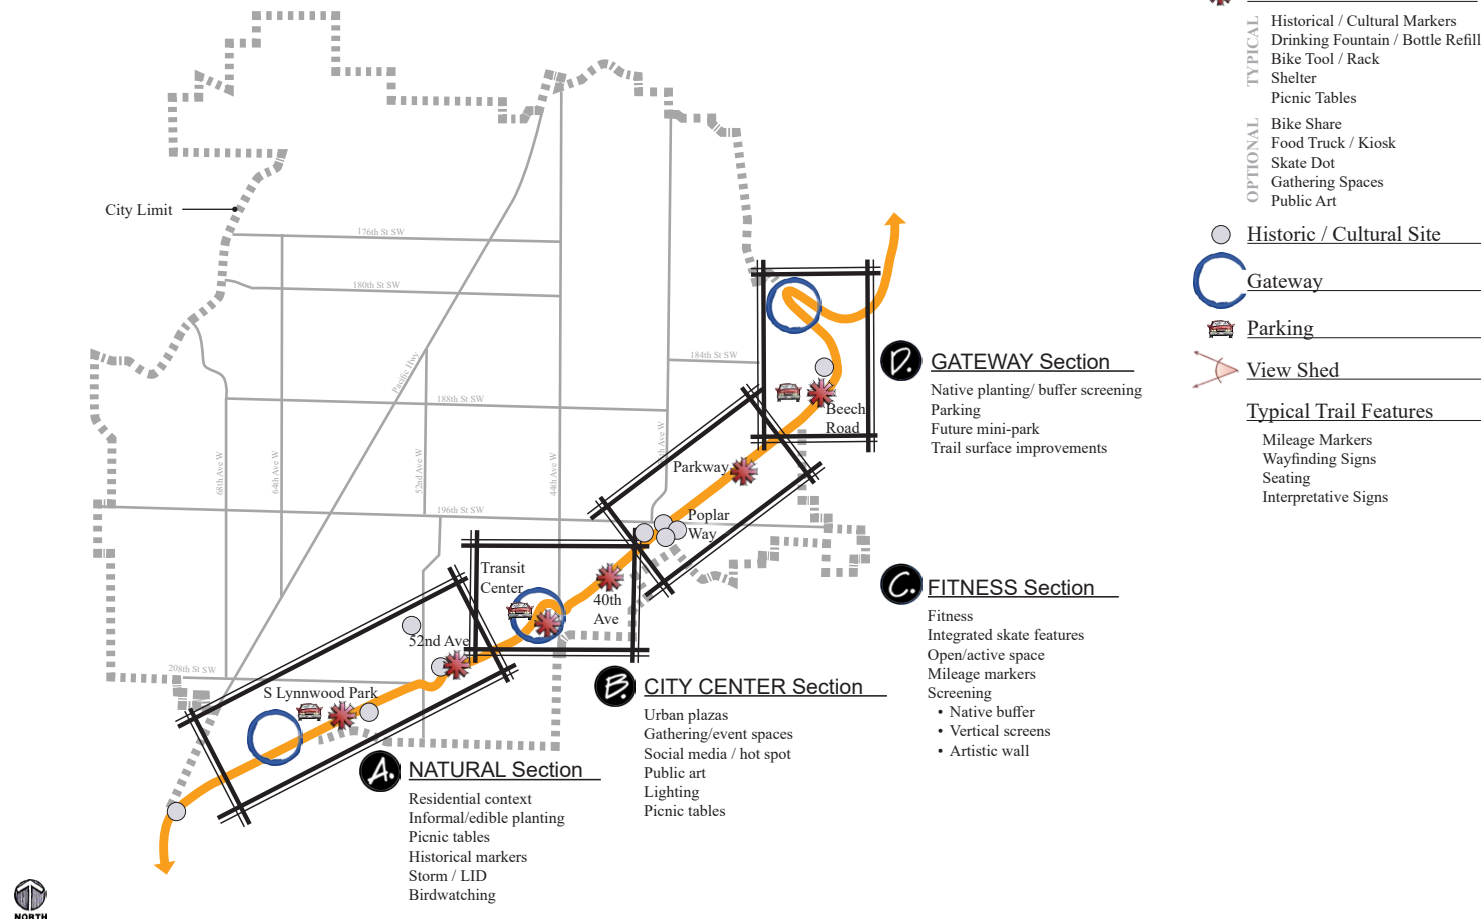 City Limit
176th St SW
180th St SW
184th St SW
188th St SW
196th St SW
208th St SW
Pacific Hwy
68th Ave W
64th Ave W
52nd Ave W
44th Ave W
Ave W
Beech
Road
Parkway
Poplar
Way
Transit
Center
40th
Ave
52nd Ave
S Lynnwood Park
A. NATURAL Section
Residential context
Informal/edible planting
Picnic tables
Historical markers
Storm / LID
Birdwatching
B. CITY CENTER Section
Urban plazas
Gathering/event spaces
Social media / hot spot
Public art
Lighting
Picnic tables
C. FITNESS Section
Fitness
Integrated skate features
Open/active space
Mileage markers
Screening
• Native buffer
• Vertical screens
• Artistic wall
D. GATEWAY Section
Native planting/ buffer screening
Parking
Future mini-park
Trail surface improvements
TYPICAL
Historical / Cultural Markers
Drinking Fountain / Bottle Refill
Bike Tool / Rack
Shelter
Picnic Tables
OPTIONAL
Bike Share
Food Truck / Kiosk
Skate Dot
Gathering Spaces
Public Art
Historic / Cultural Site
Gateway
Parking
View Shed
Typical Trail Features
Mileage Markers
Wayfinding Signs
Seating
Interpretative Signs
NORTH